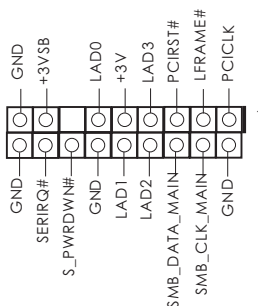 GND
+3VSB
LAD0
+3V
LAD3
PCIRST#
LFRAME#
PCICLK
GND
SERIRQ#
S_PWRDWN#
GND
LAD1
LAD2
SMB_DATA_MAIN
SMB_CLK_MAIN
GND